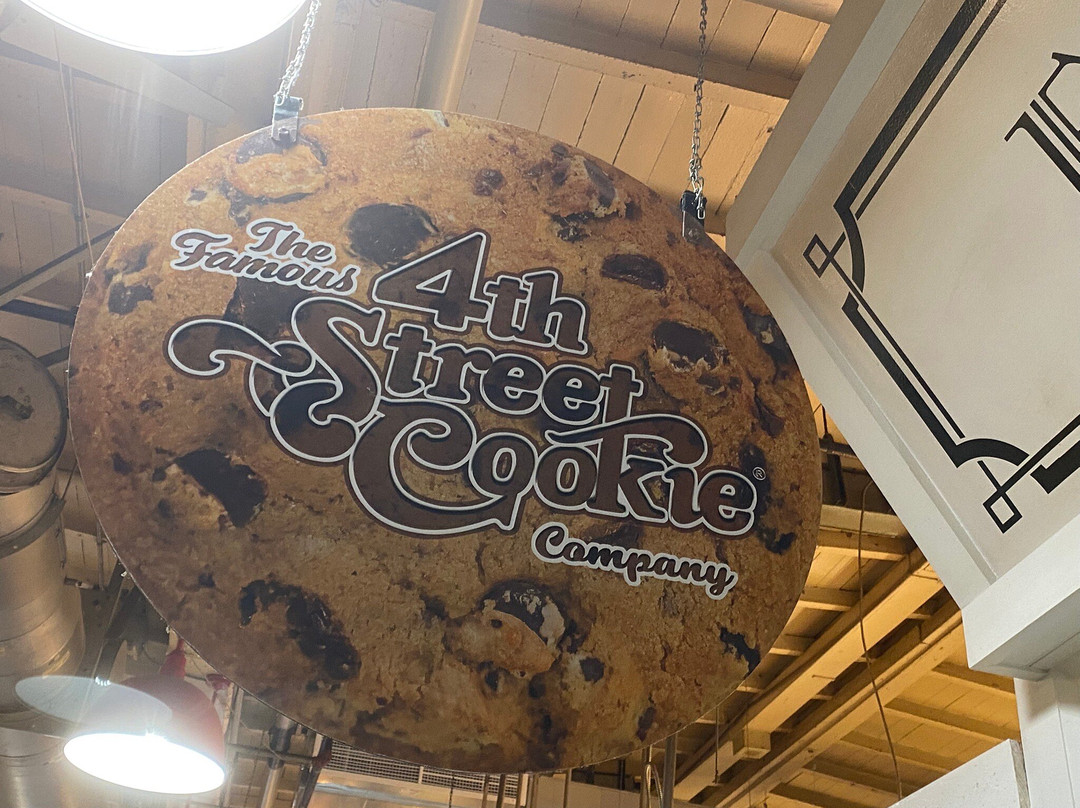 The
Famous
4th
Street
Cookie®
Company